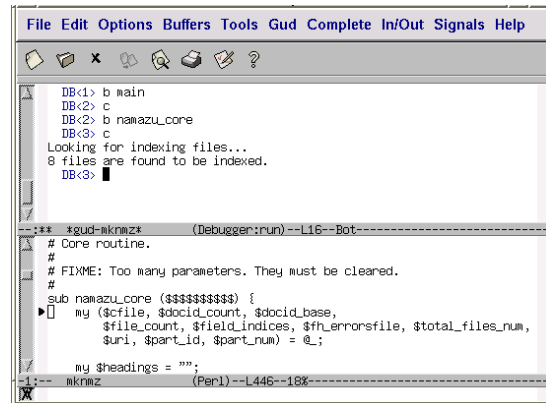 File Edit Options Buffers Tools Gud Complete In/Out Signals Help
DB<1> b main
DB<2> c
DB<2> b namazu_core
DB<3> c
Looking for indexing files...
8 files are found to be indexed.
DB<3>
--:** *gud-mknmz* (Debugger:run)--L16--Bot--------------------
# Core routine.
#
# FIXME: Too many parameters. They must be cleared.
#
sub namazu_core ($$$$$$$$$$) {
my ($cfile, $docid_count, $docid_base,
$file_count, $field_indices, $fh_errorsfile, $total_files_num,
$uri, $part_id, $part_num) = @_;
my $headings = "";
-1:-- mknmz (Perl)--L446--18%--------------------